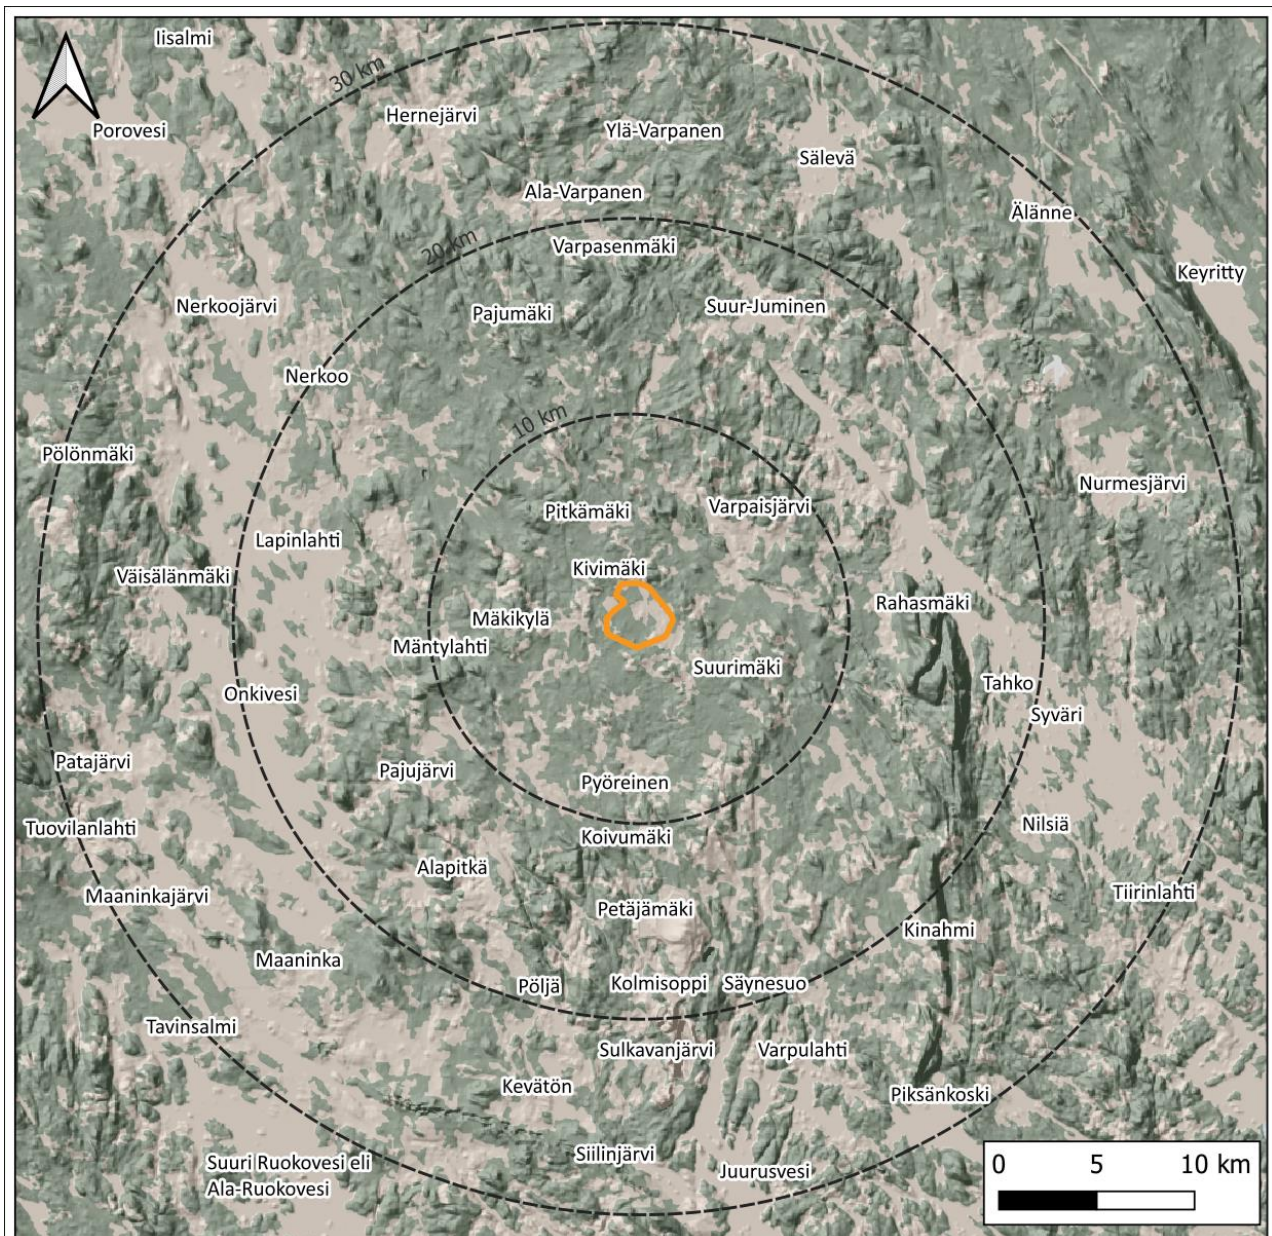 Iisalmi
30 km
Hernejärvi
Porovesi
Ylä-Varpanen
Sälevä
Ala-Varpanen
Älänne
20 km
Varpasenmäki
Keyritty
Nerkoojärvi
Pajumäki
Suur-Juminen
Nerkoo
10 km
Pölönmäki
Nurmesjärvi
Varpaisjärvi
Pitkämäki
Lapinlahti
Kivimäki
Väisälänmäki
Rahasmäki
Mäkikylä
Mäntylahti
Suurimäki
Tahko
Onkivesi
Syväri
Patajärvi
Pajujärvi
Pyöreinen
Tuovilanlahti
Koivumäki
Nilsiä
Alapitkä
Maaninkajärvi
Tiirinlahti
Petäjämäki
Kinahmi
Maaninka
Pöljä
Kolmisoppi
Säynesuo
Tavinsalmi
Sulkavanjärvi
Varpulahti
Kevätön
Piksänkoski
Siilinjärvi
Suuri Ruokovesi eli
Ala-Ruokovesi
Juurusvesi
0 5 10 km